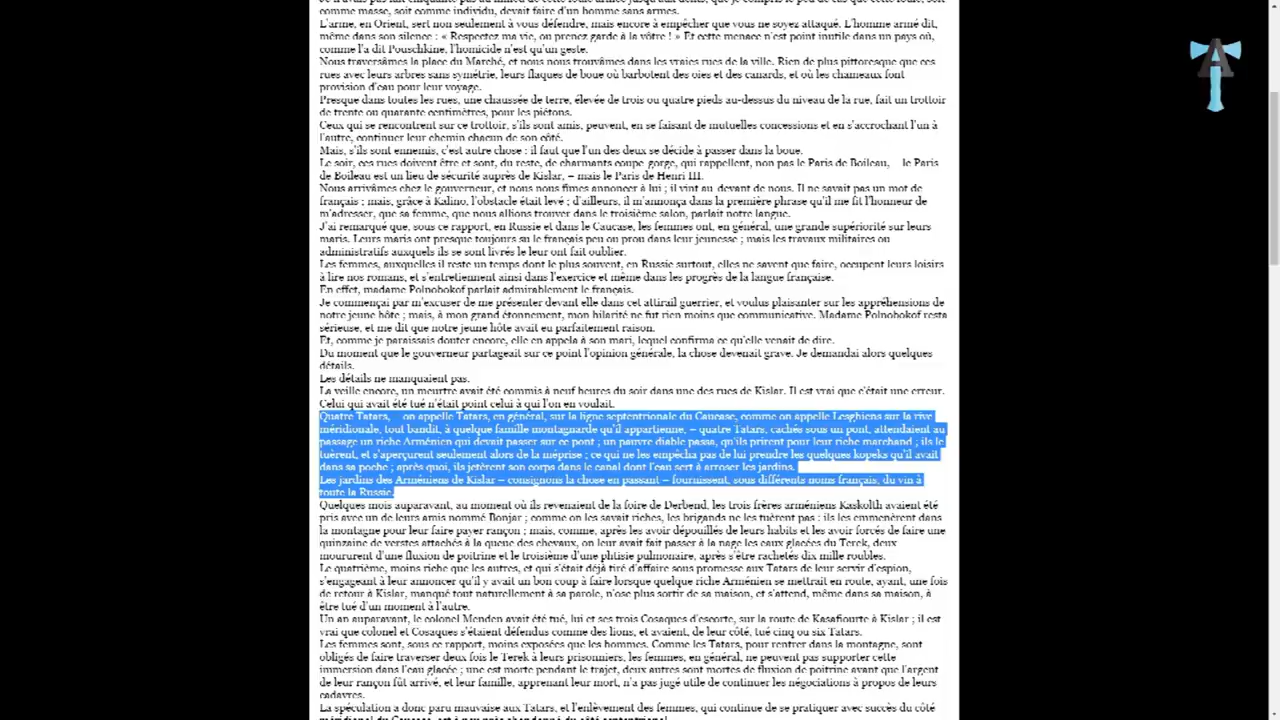 comme masse, soit comme individu, devait faire d'un homme sans armes.
L'arme, en Orient, sert non seulement à vous défendre, mais encore à empêcher que vous ne soyez attaqué. L'homme armé dit,
même dans son silence : « Respectez ma vie, ou prenez garde à la vôtre ! » Et cette menace n'est point inutile dans un pays où,
comme l'a dit Pouschkine, l'homicide n'est qu'un geste.
Nous traversâmes la place du Marché, et nous nous trouvâmes dans les vraies rues de la ville. Rien de plus pittoresque que ces
rues avec leurs arbres sans symétrie, leurs flaques de boue où barbotent des oies et des canards, et où les chameaux font
provision d'eau pour leur voyage.
Presque dans toutes les rues, une chaussée de terre, élevée de trois ou quatre pieds au-dessus du niveau de la rue, fait un trottoir
de trente ou quarante centimètres, pour les piétons.
Ceux qui se rencontrent sur ce trottoir, s'ils sont amis, peuvent, en se faisant de mutuelles concessions et en s'accrochant l'un à
l'autre, continuer leur chemin chacun de son côté.
Mais, s'ils sont ennemis, c'est autre chose : il faut que l'un des deux se décide à passer dans la boue.
Le soir, ces rues doivent être et sont, du reste, de charmants coupe-gorge, qui rappellent, non pas le Paris de Boileau, – le Paris
de Boileau est un lieu de sécurité auprès de Kislar, – mais le Paris de Henri III.
Nous arrivâmes chez le gouverneur, et nous nous fîmes annoncer à lui ; il vint au-devant de nous. Il ne savait pas un mot de
français ; mais, grâce à Kalino, l'obstacle était levé ; d'ailleurs, il m'annonça dans la première phrase qu'il me fit l'honneur de
m'adresser, que sa femme, que nous allions trouver dans le troisième salon, parlait notre langue.
J'ai remarqué que, sous ce rapport, en Russie et dans le Caucase, les femmes ont, en général, une grande supériorité sur leurs
maris. Leurs maris ont presque toujours su le français peu ou prou dans leur jeunesse ; mais les travaux militaires ou
administratifs auxquels ils se sont livrés le leur ont fait oublier.
Les femmes, auxquelles il reste un temps dont le plus souvent, en Russie surtout, elles ne savent que faire, occupent leurs loisirs
à lire nos romans, et s'entretiennent ainsi dans l'exercice et même dans les progrès de la langue française.
En effet, madame Polnobokof parlait admirablement le français.
Je commençai par m'excuser de me présenter devant elle dans cet attirail guerrier, et voulus plaisanter sur les appréhensions de
notre jeune hôte ; mais, à mon grand étonnement, mon hilarité ne fut rien moins que communicative. Madame Polnobokof resta
sérieuse, et me dit que notre jeune hôte avait eu parfaitement raison.
Et, comme je paraissais douter encore, elle en appela à son mari, lequel confirma ce qu'elle venait de dire.
Du moment que le gouverneur partageait sur ce point l'opinion générale, la chose devenait grave. Je demandai alors quelques
détails.
Les détails ne manquaient pas.
La veille encore, un meurtre avait été commis à neuf heures du soir dans une des rues de Kislar. Il est vrai que c'était une erreur.
Celui qui avait été tué n'était point celui à qui l'on en voulait.
Quatre Tatars, – on appelle Tatars, en général, sur la ligne septentrionale du Caucase, comme on appelle Lesghiens sur la rive
méridionale, tout bandit, à quelque famille montagnarde qu'il appartienne, – quatre Tatars, cachés sous un pont, attendaient au
passage un riche Arménien qui devait passer sur ce pont ; un pauvre diable passa, qu'ils prirent pour leur riche marchand ; ils le
tuèrent, et s'aperçurent seulement alors de la méprise ; ce qui ne les empêcha pas de lui prendre les quelques kopeks qu'il avait
dans sa poche ; après quoi, ils jetèrent son corps dans le canal dont l'eau sert à arroser les jardins.
Les jardins des Arméniens de Kislar – consignons la chose en passant – fournissent, sous différents noms français, du vin à
toute la Russie.
Quelques mois auparavant, au moment où ils revenaient de la foire de Derbend, les trois frères arméniens Kaskolth avaient été
pris avec un de leurs amis nommé Bonjar ; comme on les savait riches, les brigands ne les tuèrent pas ; ils les emmenèrent dans
la montagne pour leur faire payer rançon ; mais, comme, après les avoir dépouillés de leurs habits et les avoir forcés de faire une
quinzaine de verstes attachés à la queue des chevaux, on leur avait fait passer à la nage les eaux glacées du Terek, deux
moururent d'une fluxion de poitrine et le troisième d'une phtisie pulmonaire, après s'être rachetés dix mille roubles.
Le quatrième, moins riche que les autres, et qui s'était déjà tiré d'affaire sous promesse aux Tatars de leur servir d'espion,
s'engageant à leur annoncer qu'il y avait un bon coup à faire lorsque quelque riche Arménien se mettrait en route, ayant, une fois
de retour à Kislar, manqué tout naturellement à sa parole, n'ose plus sortir de sa maison, et s'attend, même dans sa maison, à
être tué d'un moment à l'autre.
Un an auparavant, le colonel Menden avait été tué, lui et ses trois Cosaques d'escorte, sur la route de Kasafiourte à Kislar ; il est
vrai que colonel et Cosaques s'étaient défendus comme des lions, et avaient, de leur côté, tué cinq ou six Tatars.
Les femmes sont, sous ce rapport, moins exposées que les hommes. Comme les Tatars, pour rentrer dans la montagne, sont
obligés de faire traverser deux fois le Terek à leurs prisonniers, les femmes, en général, ne peuvent pas supporter cette
immersion dans l'eau glacée ; une est morte pendant le trajet, deux autres sont mortes de fluxion de poitrine avant que l'argent
de leur rançon fût arrivé, et leur famille, apprenant leur mort, n'a pas jugé utile de continuer les négociations à propos de leurs
cadavres.
La spéculation a donc paru mauvaise aux Tatars, et l'enlèvement des femmes, qui continue de se pratiquer avec succès du côté